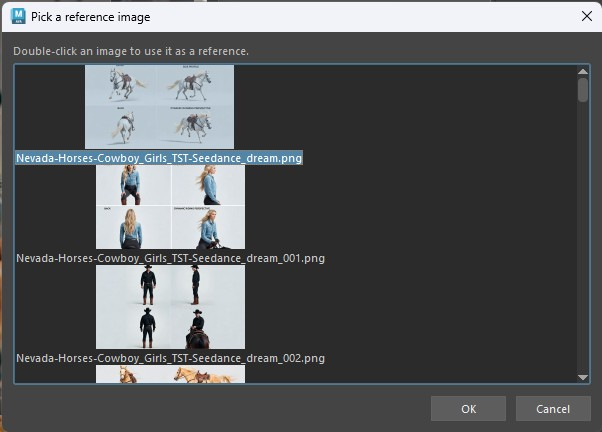 Pick a reference image
Double-click an image to use it as a reference.
Nevada-Horses-Cowboy_Girls_TST-Seedance_dream.png
Nevada-Horses-Cowboy_Girls_TST-Seedance_dream_001.png
Nevada-Horses-Cowboy_Girls_TST-Seedance_dream_002.png
OK
Cancel